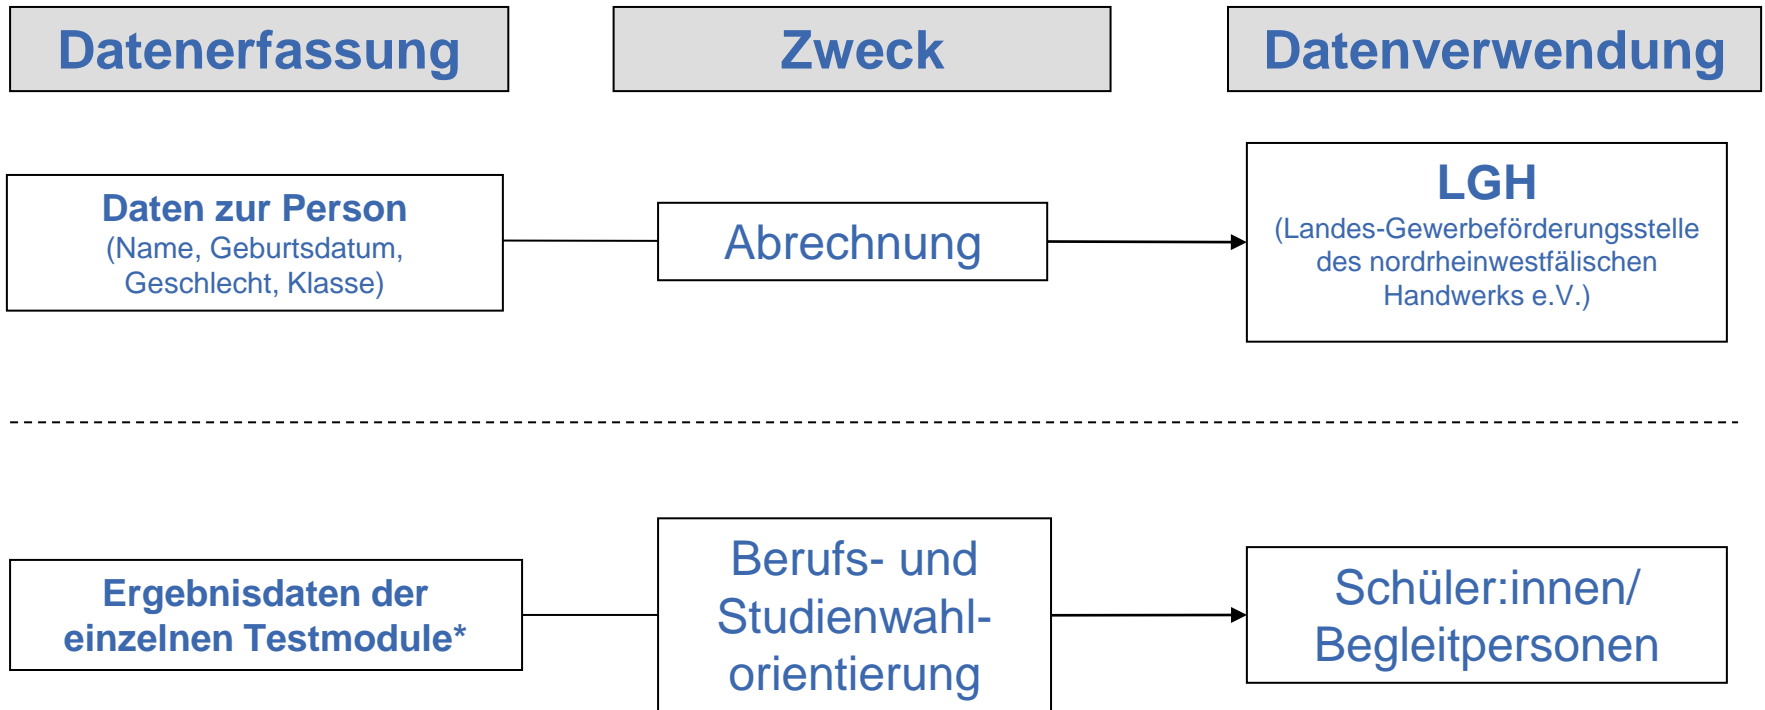 Datenerfassung
Zweck
Datenverwendung
Daten zur Person
(Name, Geburtsdatum,
Geschlecht, Klasse)
Abrechnung
LGH
(Landes-Gewerbeförderungsstelle
des nordrheinwestfälischen
Handwerks e.V.)
Ergebnisdaten der
einzelnen Testmodule*
Berufs- und
Studienwahl-
orientierung
Schüler:innen/
Begleitpersonen